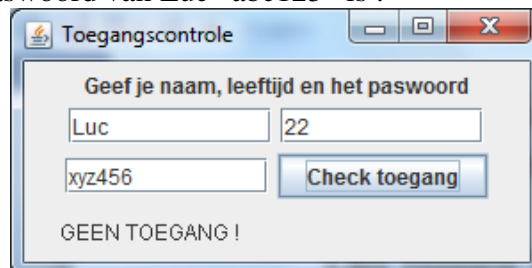 Toegangscontrole
Geef je naam, leeftijd en het paswoord
Luc 22
xyz456 Check toegang
GEEN TOEGANG !